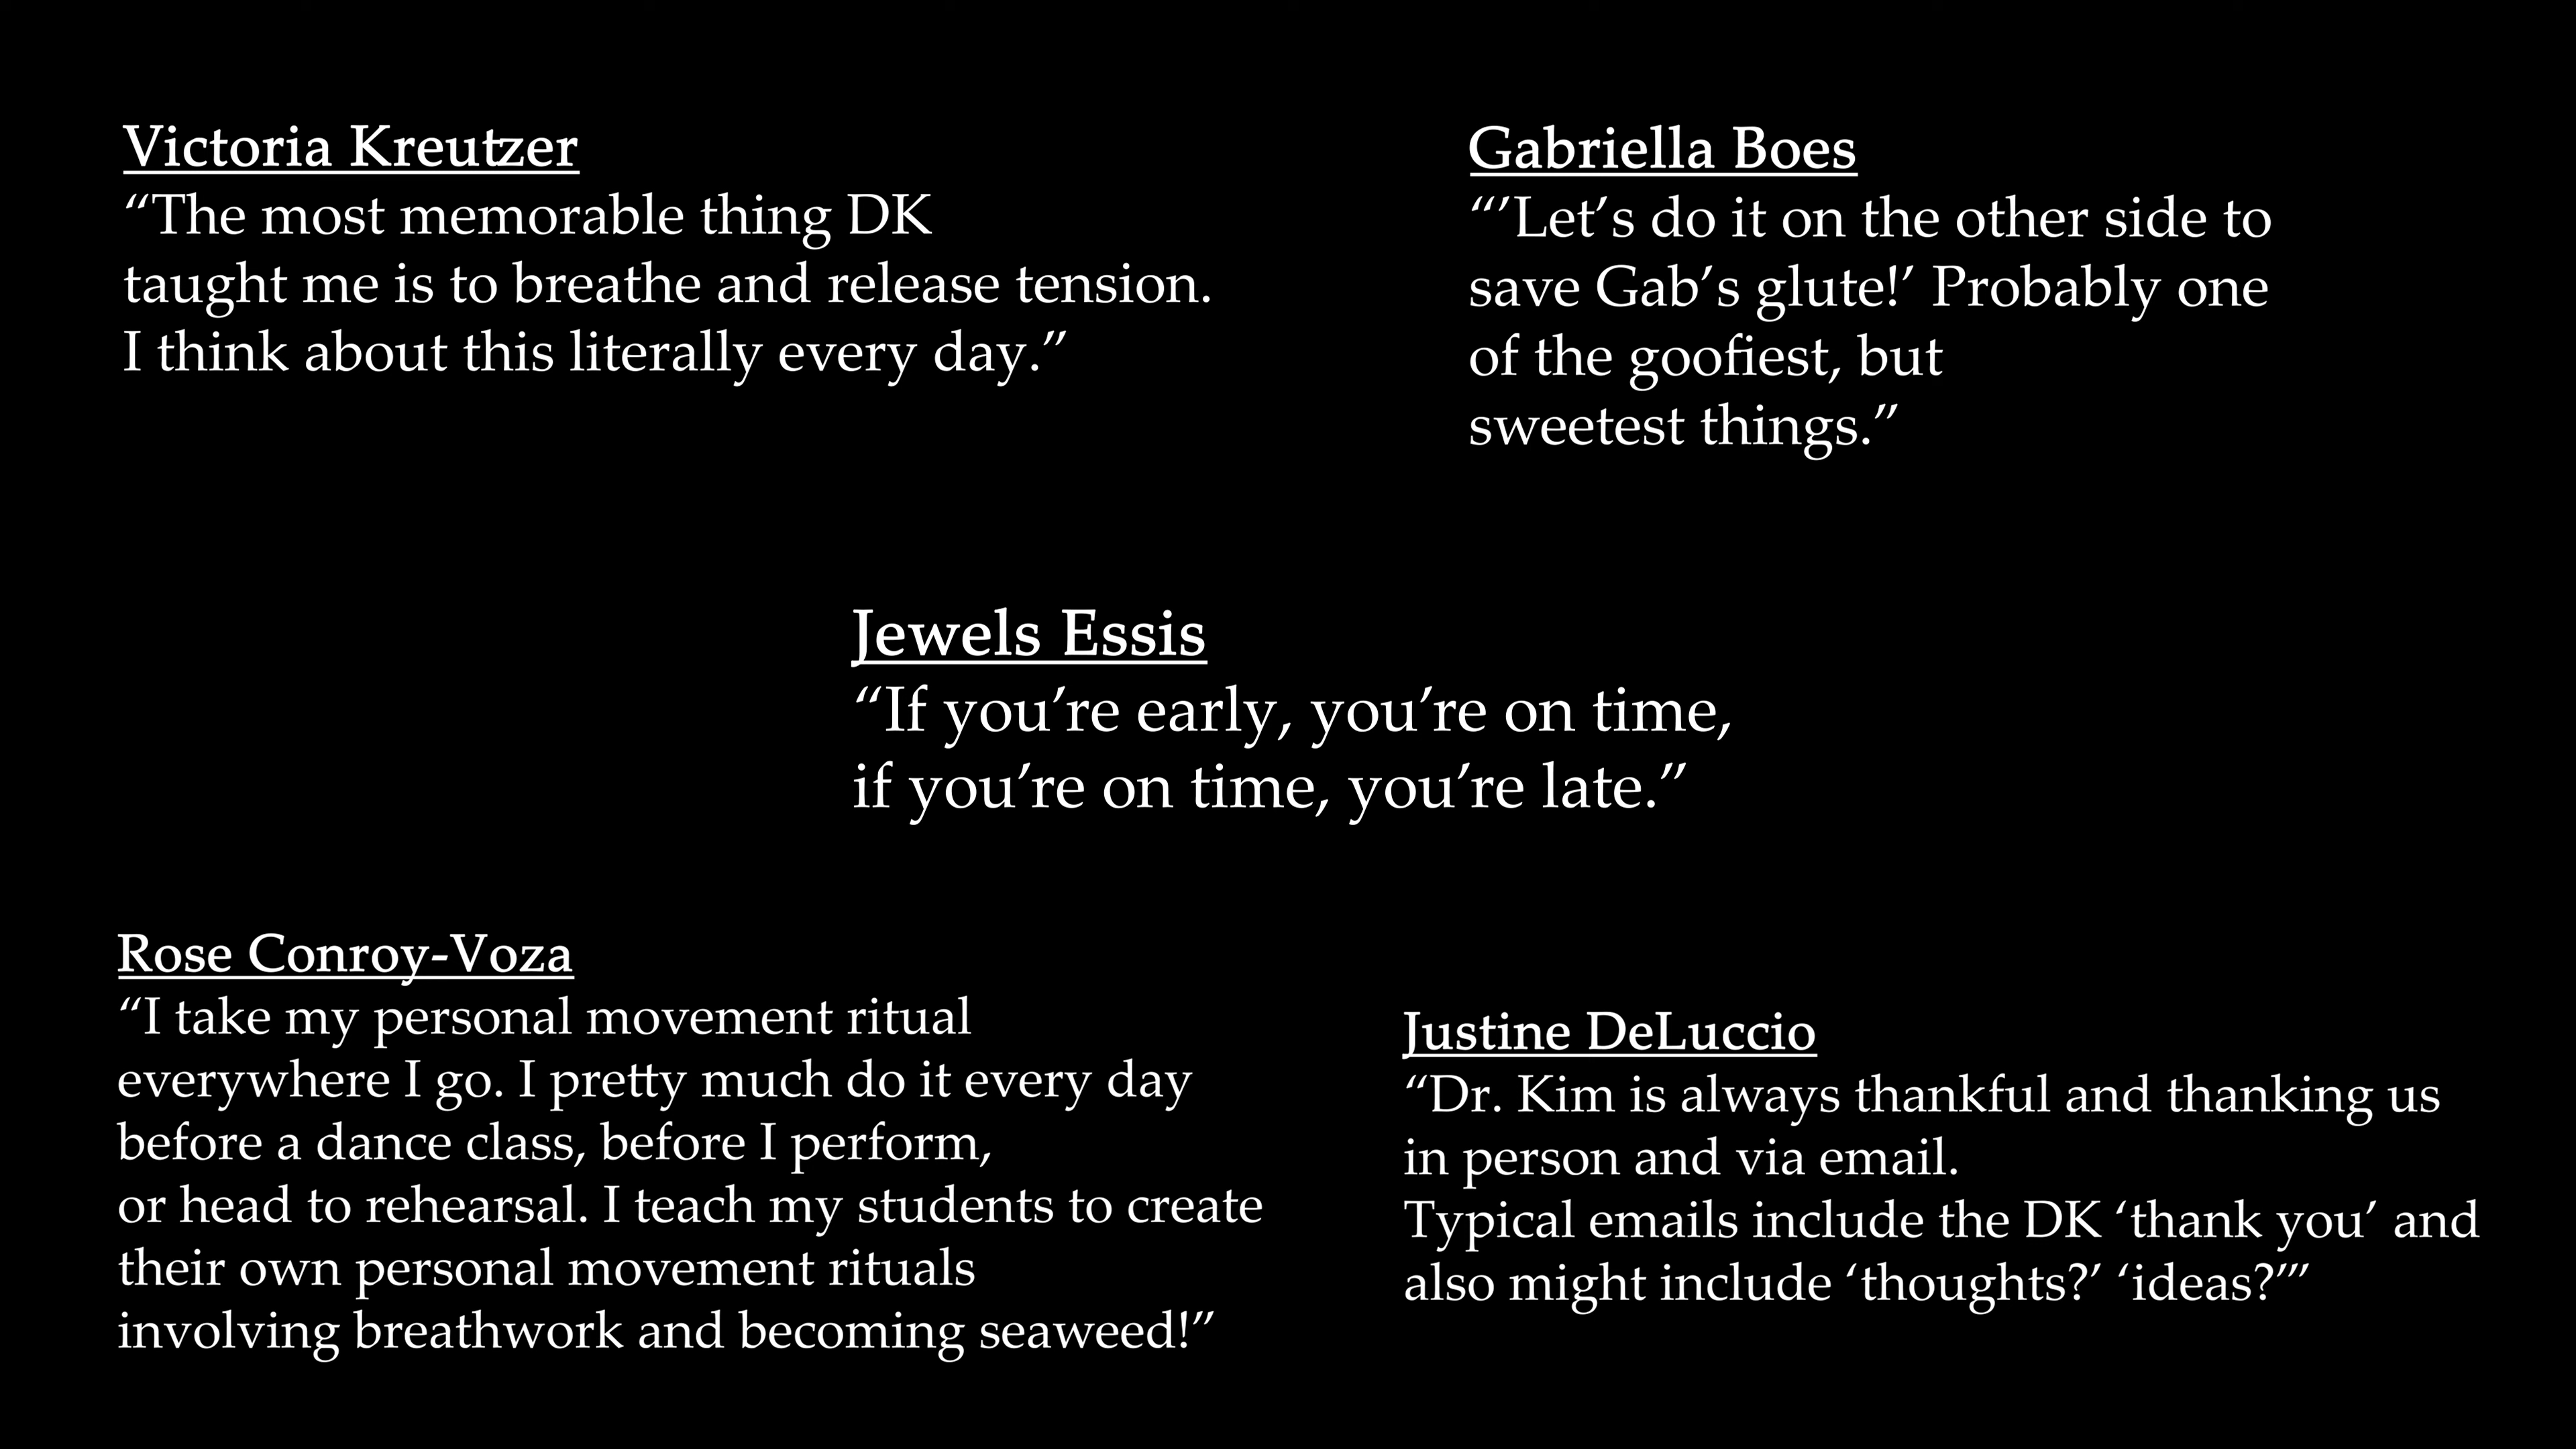 Victoria Kreutzer
“The most memorable thing DK
taught me is to breathe and release tension.
I think about this literally every day.”
Gabriella Boes
“’Let’s do it on the other side to
save Gab’s glute!’ Probably one
of the goofiest, but
sweetest things.”
Jewels Essis
“If you’re early, you’re on time,
if you’re on time, you’re late.”
Rose Conroy-Voza
“I take my personal movement ritual
everywhere I go. I pretty much do it every day
before a dance class, before I perform,
or head to rehearsal. I teach my students to create
their own personal movement rituals
involving breathwork and becoming seaweed!”
Justine DeLuccio
“Dr. Kim is always thankful and thanking us
in person and via email.
Typical emails include the DK ‘thank you’ and
also might include ‘thoughts?’ ‘ideas?’”